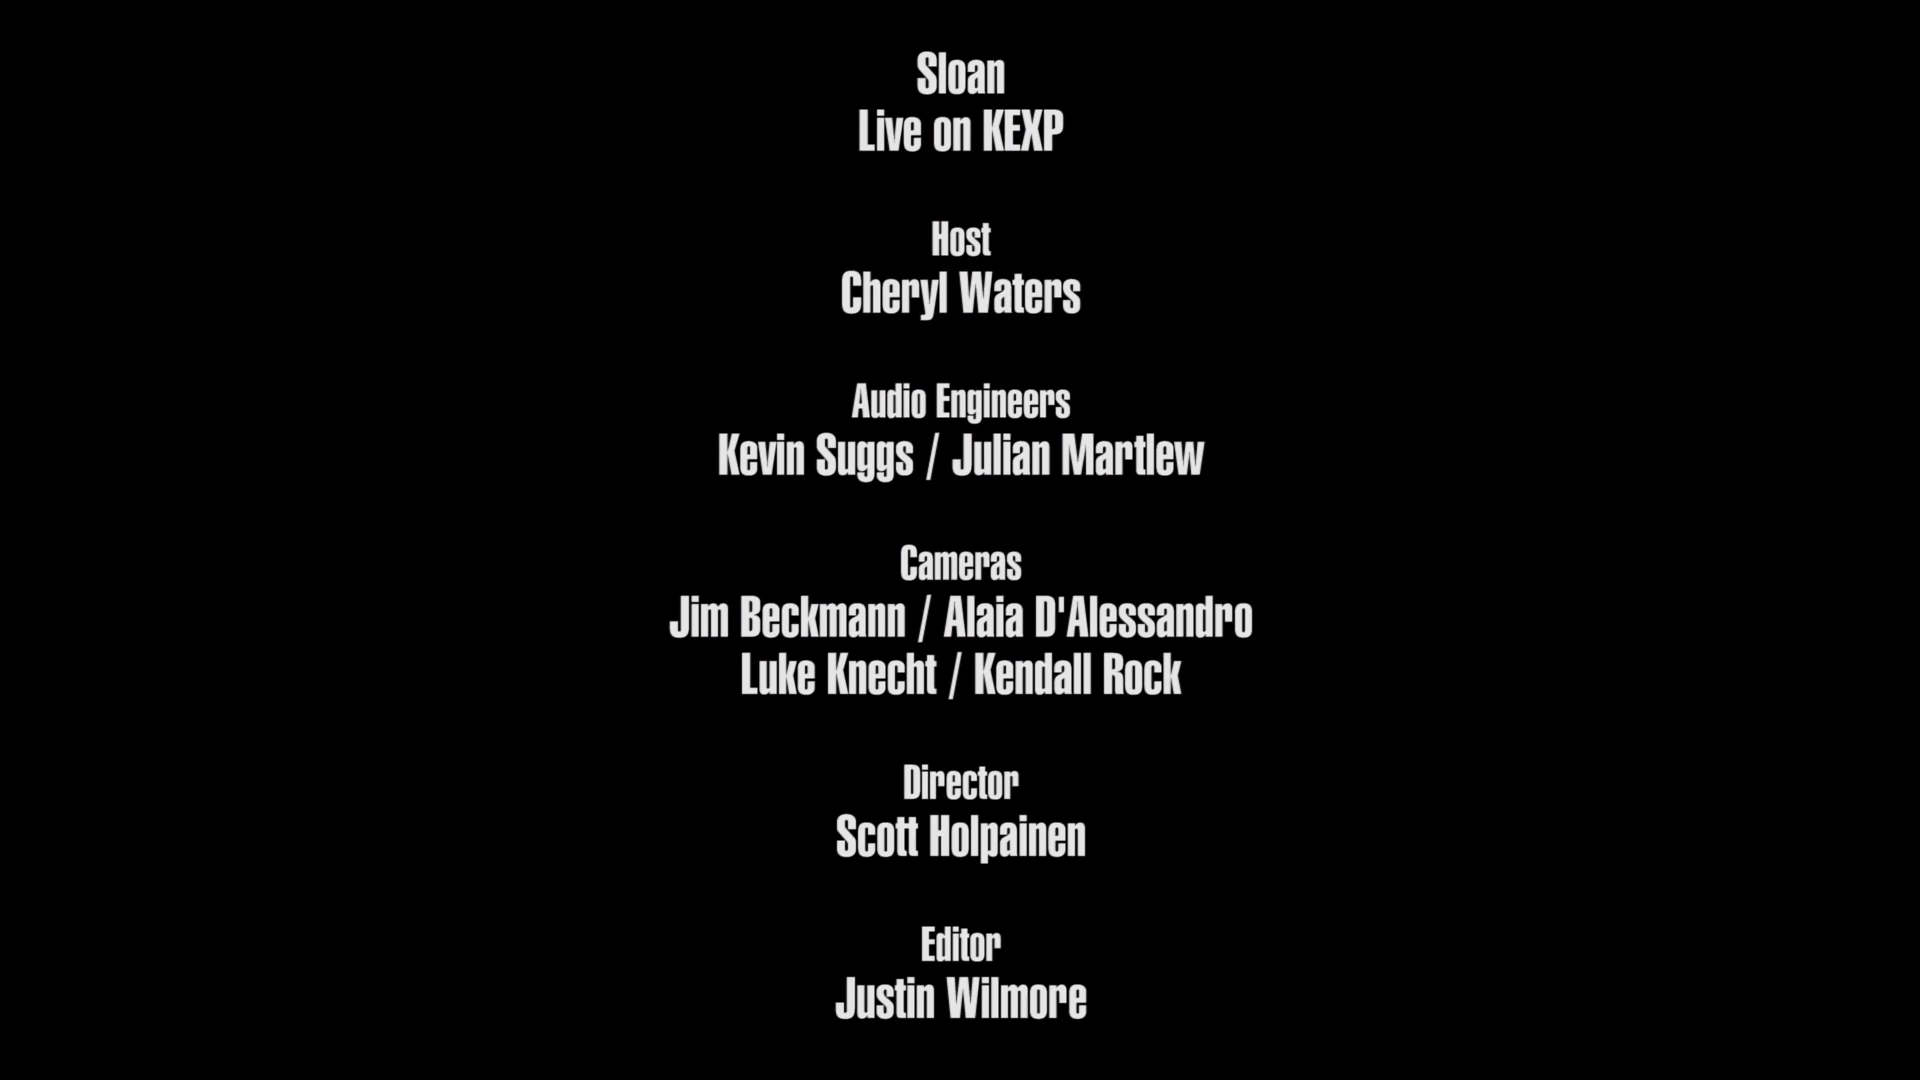 Sloan
Live on KEXP
Host
Cheryl Waters
Audio Engineers
Kevin Suggs / Julian Martlew
Cameras
Jim Beckmann / Alaia D'Alessandro
Luke Knecht / Kendall Rock
Director
Scott Holpainen
Editor
Justin Wilmore